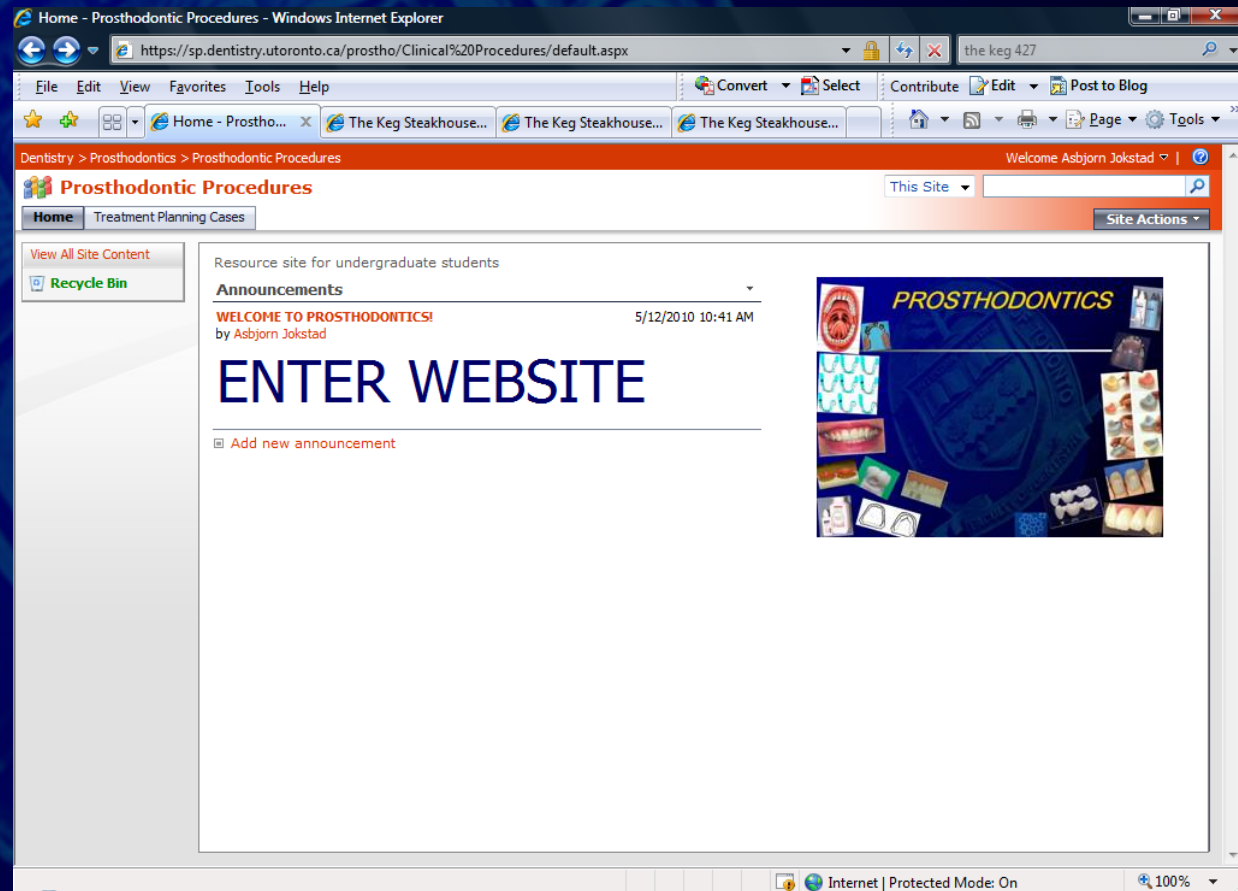 Home - Prosthodontic Procedures - Windows Internet Explorer
https://sp.dentistry.utoronto.ca/prostho/Clinical%20Procedures/default.aspx
the keg 427
File Edit View Favorites Tools Help
Convert Select Contribute Edit Post to Blog
Home - Prostho... X The Keg Steakhouse... The Keg Steakhouse... The Keg Steakhouse... Page Tools
Dentistry > Prosthodontics > Prosthodontic Procedures Welcome Asbjorn Jokstad |
Prosthodontic Procedures This Site
Home Treatment Planning Cases Site Actions
View All Site Content
Recycle Bin
Resource site for undergraduate students
Announcements
WELCOME TO PROSTHODONTICS! 5/12/2010 10:41 AM
by Asbjorn Jokstad
ENTER WEBSITE
Add new announcement
PROSTHODONTICS
Internet | Protected Mode: On 100%